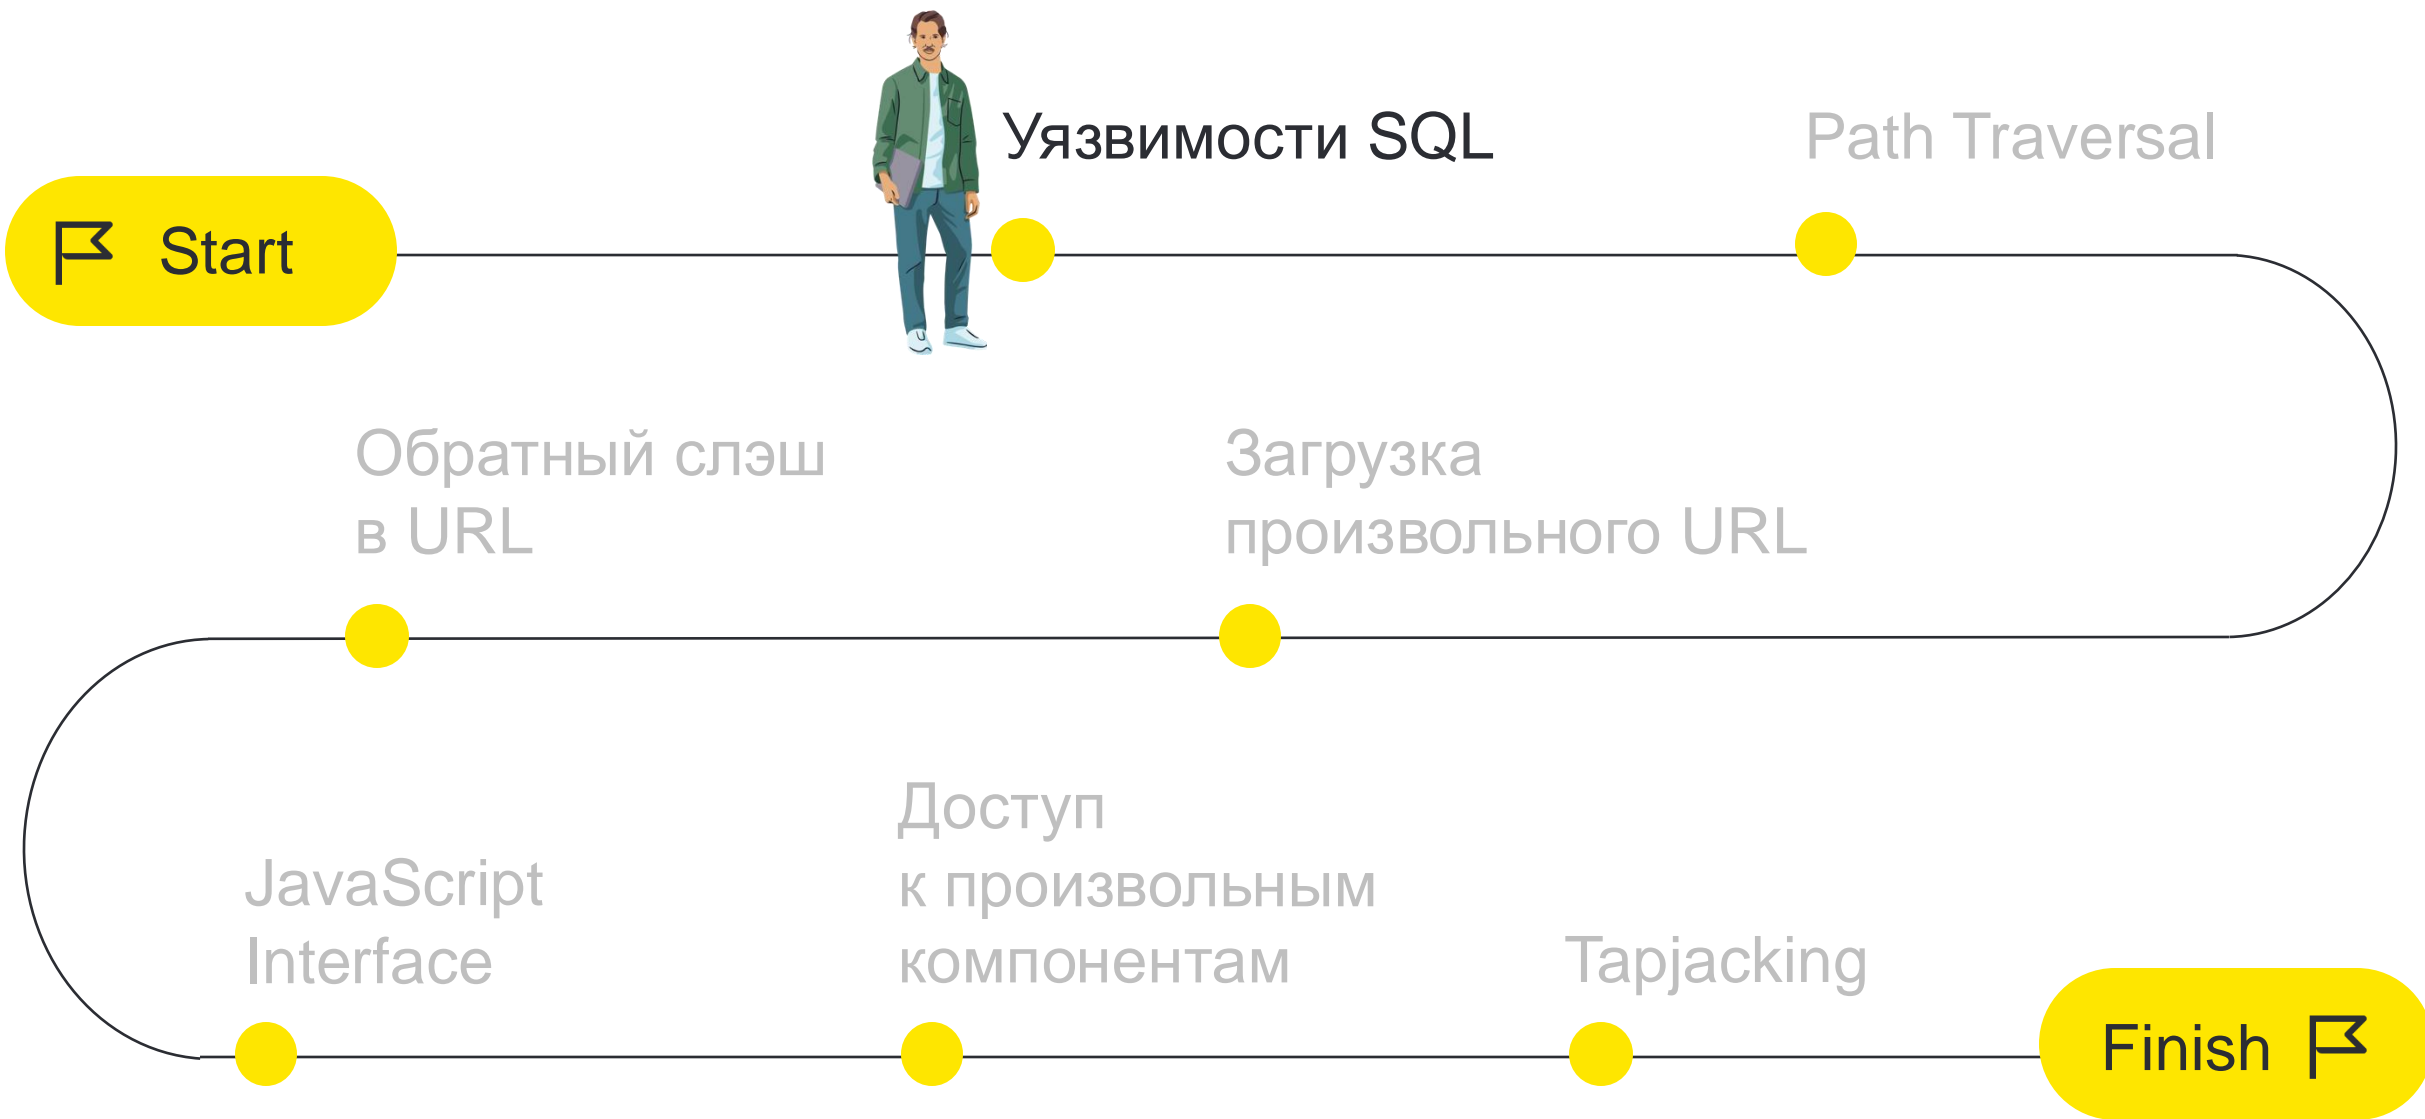 Start
Уязвимости SQL
Path Traversal
Загрузка
произвольного URL
Обратный слэш
в URL
JavaScript
Interface
Доступ
к произвольным
компонентам
Tapjacking
Finish